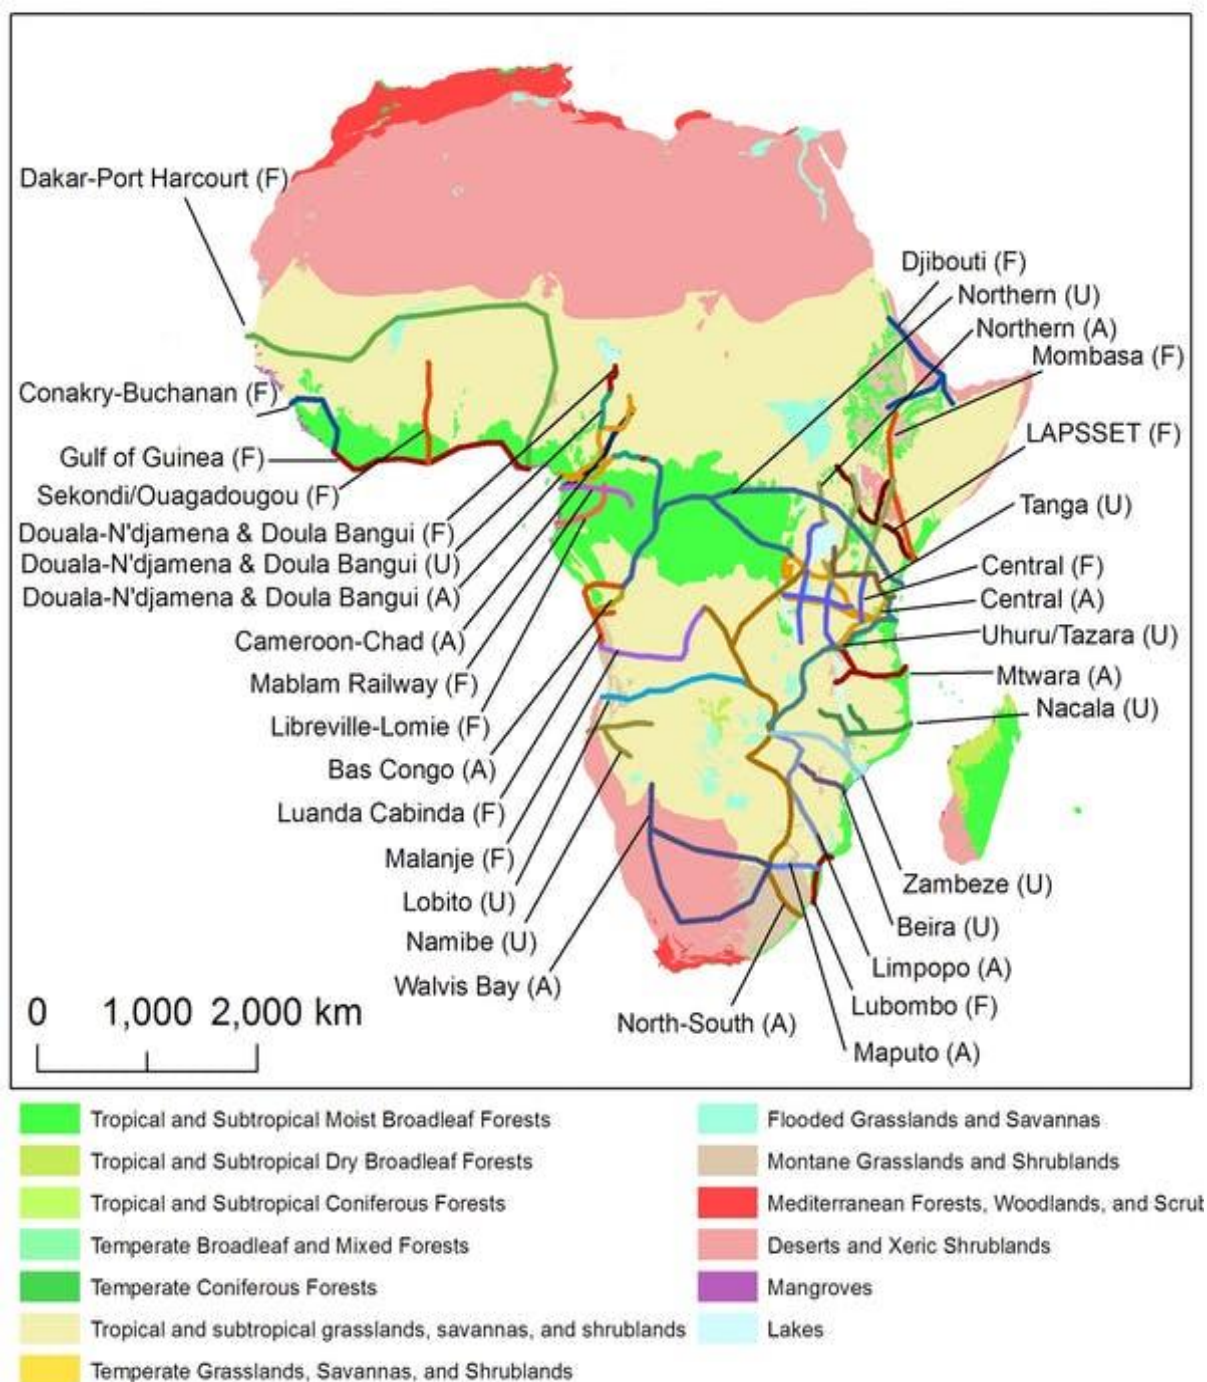 Dakar-Port Harcourt (F)
Conakry-Buchanan (F)
Gulf of Guinea (F)
Sekondi/Ouagadougou (F)
Douala-N'djamena & Doula Bangui (F)
Douala-N'djamena & Doula Bangui (U)
Douala-N'djamena & Doula Bangui (A)
Cameroon-Chad (A)
Mablam Railway (F)
Libreville-Lomie (F)
Bas Congo (A)
Luanda Cabinda (F)
Malanje (F)
Lobito (U)
Namibe (U)
Walvis Bay (A)
North-South (A)
Djibouti (F)
Northern (U)
Northern (A)
Mombasa (F)
LAPSSET (F)
Tanga (U)
Central (F)
Central (A)
Uhuru/Tazara (U)
Mtwara (A)
Nacala (U)
Zambeze (U)
Beira (U)
Limpopo (A)
Lubombo (F)
Maputo (A)
0 1,000 2,000 km
Tropical and Subtropical Moist Broadleaf Forests
Tropical and Subtropical Dry Broadleaf Forests
Tropical and Subtropical Coniferous Forests
Temperate Broadleaf and Mixed Forests
Temperate Coniferous Forests
Tropical and subtropical grasslands, savannas, and shrublands
Temperate Grasslands, Savannas, and Shrublands
Flooded Grasslands and Savannas
Montane Grasslands and Shrublands
Mediterranean Forests, Woodlands, and Scrut
Deserts and Xeric Shrublands
Mangroves
Lakes